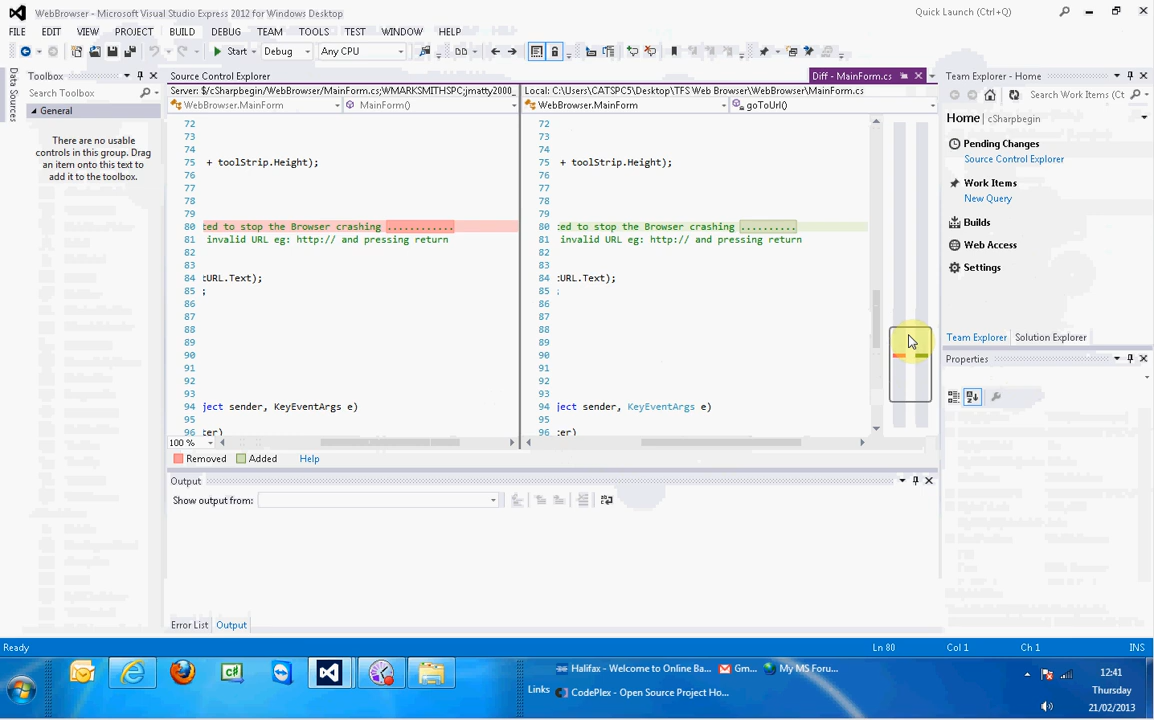 WebBrowser - Microsoft Visual Studio Express 2012 for Windows Desktop
Quick Launch (Ctrl+Q)
FILE EDIT VIEW PROJECT BUILD DEBUG TEAM TOOLS TEST WINDOW HELP
Start Debug Any CPU
Data Sources
Toolbox
Search Toolbox
General
There are no usable
controls in this group. Drag
an item onto this text to
add it to the toolbox.
Source Control Explorer
Diff - MainForm.cs
Server: $/cSharpbegin/WebBrowser/MainForm.cs;WMARKSMITHSPC;jmatty2000_
Local: C:\Users\CATSPC5\Desktop\TFS Web Browser\WebBrowser\MainForm.cs
WebBrowser.MainForm MainForm()
WebBrowser.MainForm goToUrl()
72
73
74
75 + toolStrip.Height);
76
77
78
79
80 ted to stop the Browser crashing ............
81 invalid URL eg: http:// and pressing return
82
83
84 tURL.Text);
85 ;
86
87
88
89
90
91
92
93
94 ject sender, KeyEventArgs e)
95
96 ter)
72
73
74
75 + toolStrip.Height);
76
77
78
79
80 ted to stop the Browser crashing ..........
81 invalid URL eg: http:// and pressing return
82
83
84 tURL.Text);
85 ;
86
87
88
89
90
91
92
93
94 ject sender, KeyEventArgs e)
95
96 ter)
100 %
Removed Added Help
Output
Show output from:
Error List Output
Team Explorer - Home
Search Work Items (Ct
Home cSharpbegin
Pending Changes
Source Control Explorer
Work Items
New Query
Builds
Web Access
Settings
Team Explorer Solution Explorer
Properties
Ready Ln 80 Col 1 Ch 1 INS
Links
Halifax - Welcome to Online Ba... Gm... My MS Foru...
CodePlex - Open Source Project Ho...
12:41
Thursday
21/02/2013